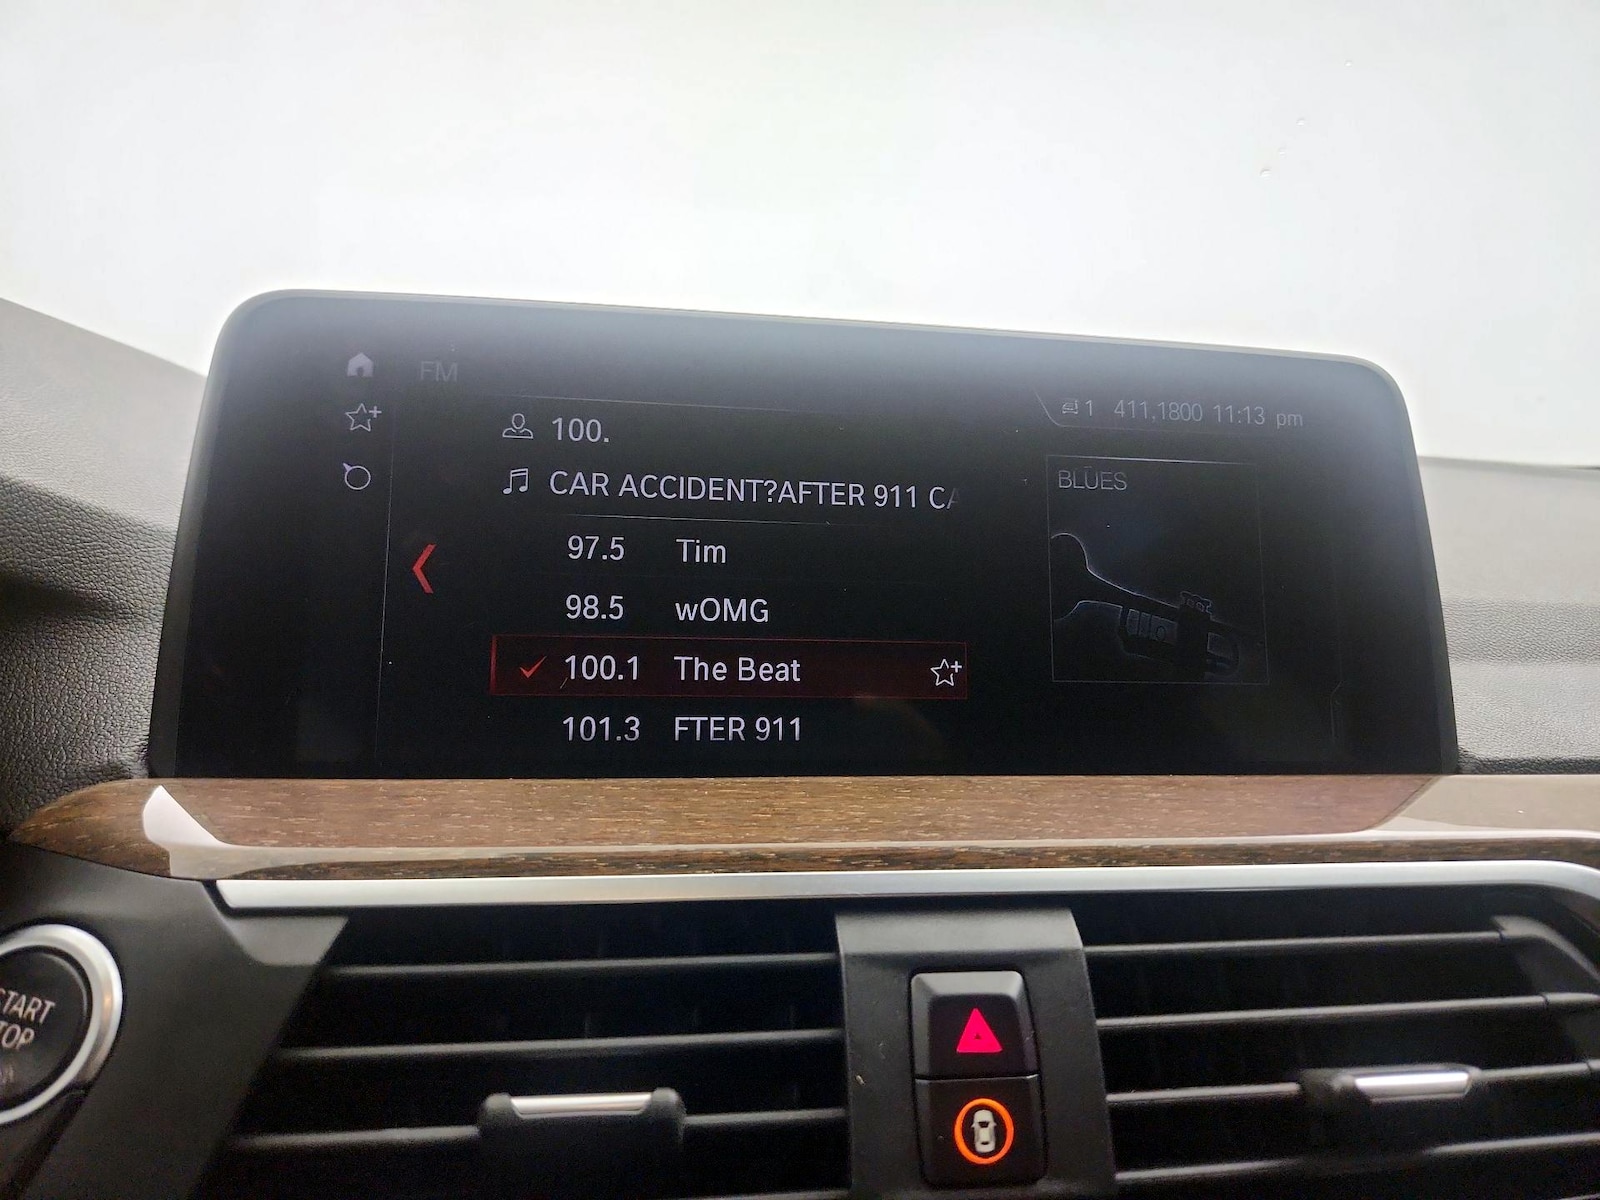 FM
1 411,1800 11:13 pm
100.
CAR ACCIDENT?AFTER 911 CA
BLUES
97.5 Tim
98.5 wOMG
100.1 The Beat
101.3 FTER 911
START
STOP